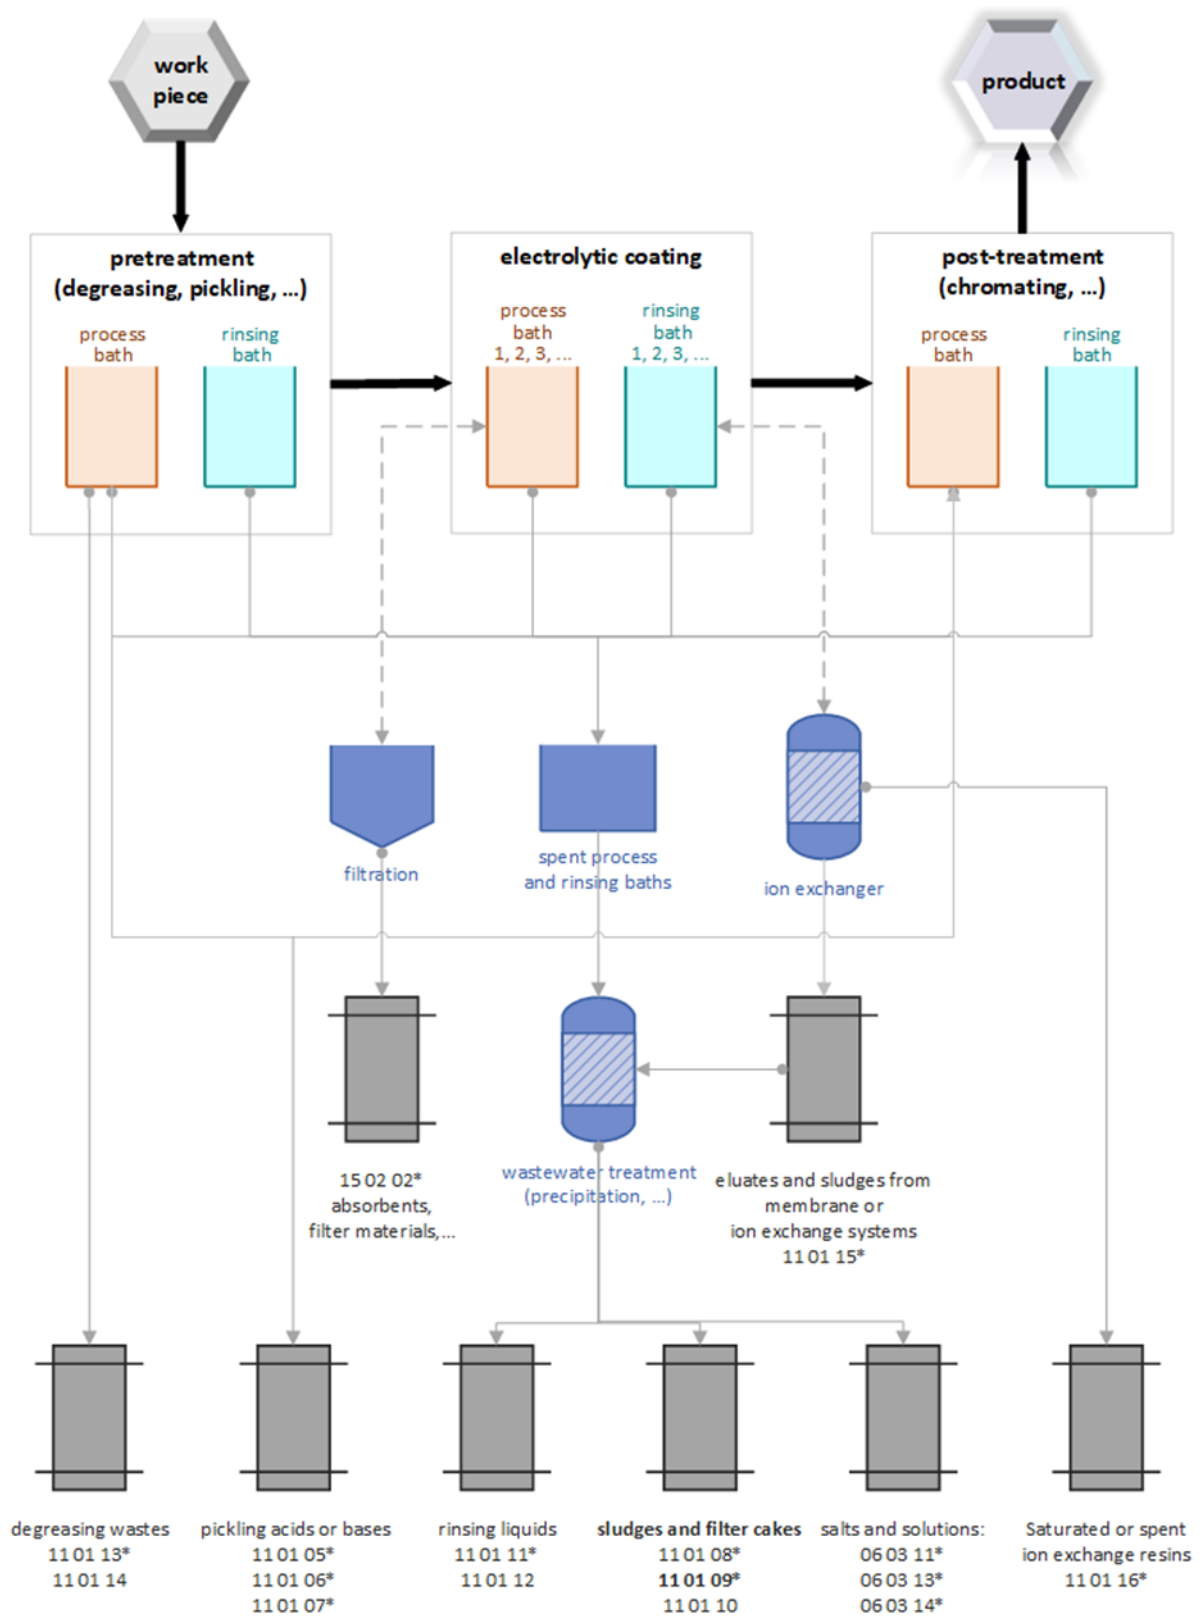 work
piece
product
pretreatment
(degreasing, pickling, ...)
process
bath
rinsing
bath
electrolytic coating
process
bath
1, 2, 3, ...
rinsing
bath
1, 2, 3, ...
post-treatment
(chromating, ...)
process
bath
rinsing
bath
filtration
spent process
and rinsing baths
ion exchanger
15 02 02*
absorbents,
filter materials,...
wastewater treatment
(precipitation, ...)
eluates and sludges from
membrane or
ion exchange systems
11 01 15*
degreasing wastes
11 01 13*
11 01 14
pickling acids or bases
11 01 05*
11 01 06*
11 01 07*
rinsing liquids
11 01 11*
11 01 12
sludges and filter cakes
11 01 08*
11 01 09*
11 01 10
salts and solutions:
06 03 11*
06 03 13*
06 03 14*
Saturated or spent
ion exchange resins
11 01 16*